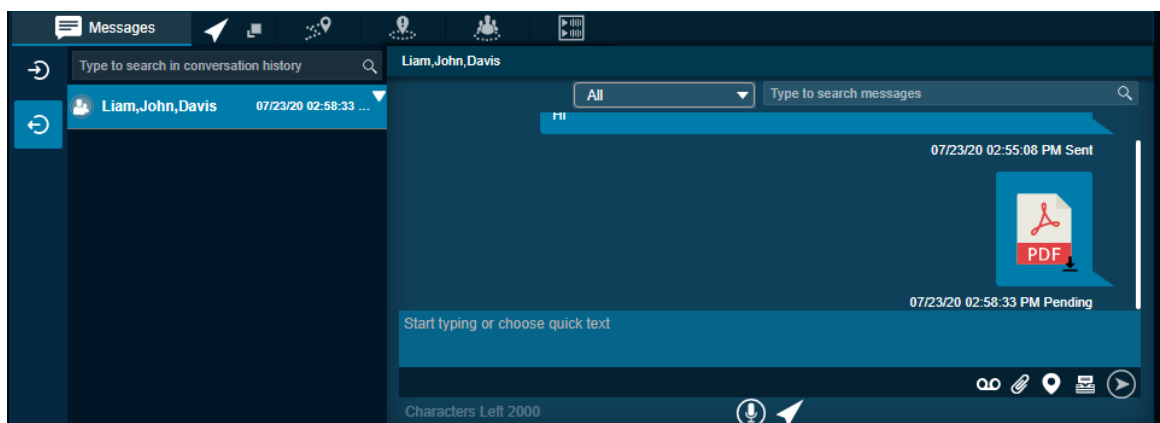 Messages
Type to search in conversation history
Liam,John,Davis
07/23/20 02:58:33 ...
Liam,John,Davis
All
Type to search messages
Hi
07/23/20 02:55:08 PM Sent
PDF
07/23/20 02:58:33 PM Pending
Start typing or choose quick text
Characters Left 2000